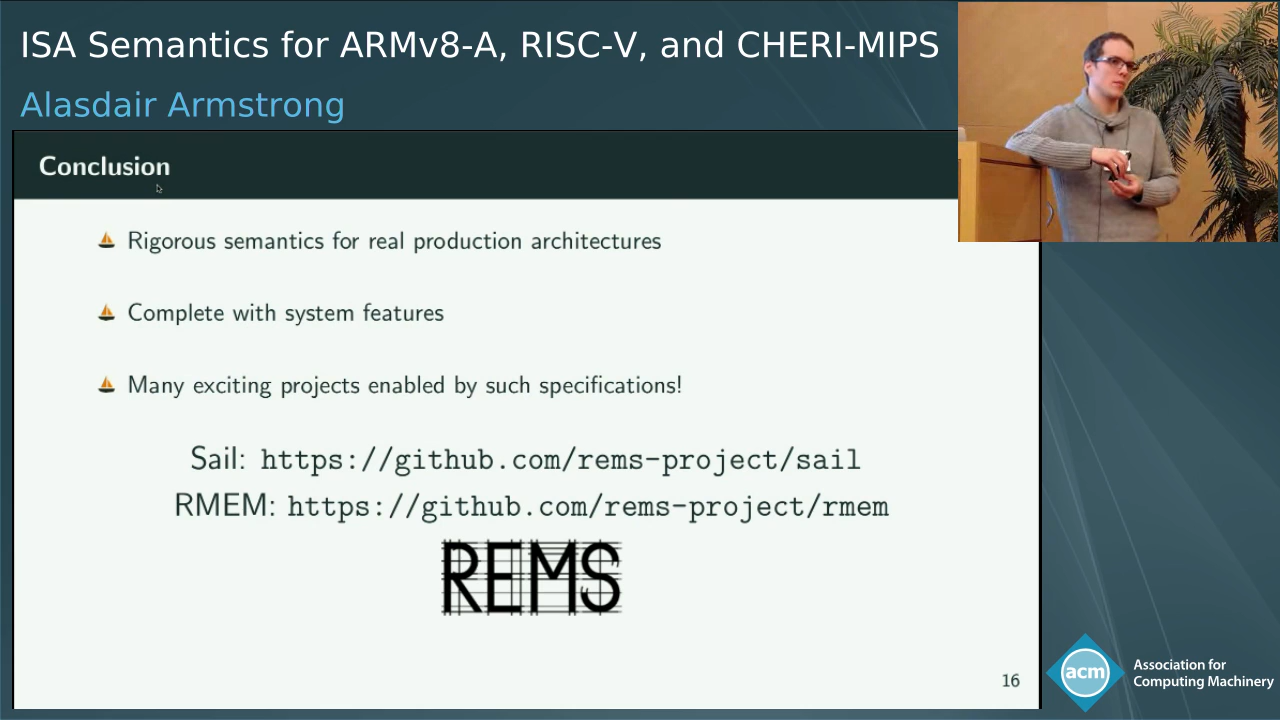 ISA Semantics for ARMv8-A, RISC-V, and CHERI-MIPS
Alasdair Armstrong
Conclusion
Rigorous semantics for real production architectures
Complete with system features
Many exciting projects enabled by such specifications!
Sail: https://github.com/rems-project/sail
RMEM: https://github.com/rems-project/rmem
REMS
16
acm
Association for
Computing Machinery